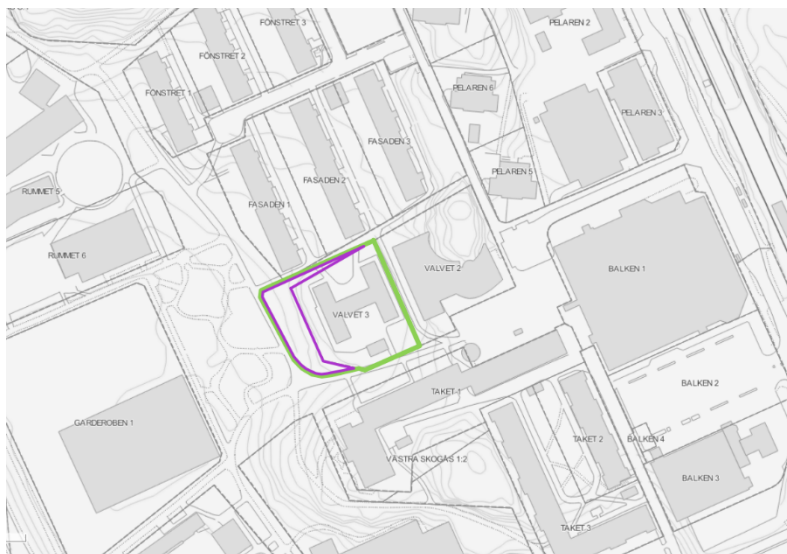 FÖNSTRET 3
PELAREN 2
FÖNSTRET 2
FÖNSTRET 1
PELAREN 6
PELAREN 3
FASADEN 3
FASADEN 2
PELAREN 5
RUMMET 5
FASADEN 1
RUMMET 6
VALVET 2
BALKEN 1
VALVET 3
BALKEN 2
TAKET 1
GARDEROBEN 1
TAKET 2
BALKEN 4
VÄSTRA SKOGÅS 1:2
BALKEN 3
TAKET 3